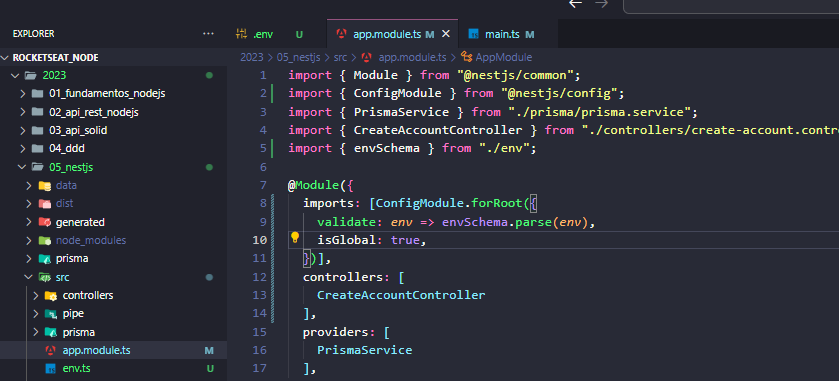 EXPLORER
ROCKETSEAT_NODE
2023
01_fundamentos_nodejs
02_api_rest_nodejs
03_api_solid
04_ddd
05_nestjs
data
dist
generated
node_modules
prisma
src
controllers
pipe
prisma
app.module.ts M
env.ts U
.env U
app.module.ts M
main.ts U
2023 > 05_nestjs > src > app.module.ts > AppModule
1 import { Module } from "@nestjs/common";
2 import { ConfigModule } from "@nestjs/config";
3 import { PrismaService } from "./prisma/prisma.service";
4 import { CreateAccountController } from "./controllers/create-account.contro
5 import { envSchema } from "./env";
6
7 @Module({
8 imports: [ConfigModule.forRoot({
9 validate: env => envSchema.parse(env),
10 isGlobal: true,
11 })],
12 controllers: [
13 CreateAccountController
14 ],
15 providers: [
16 PrismaService
17 ],